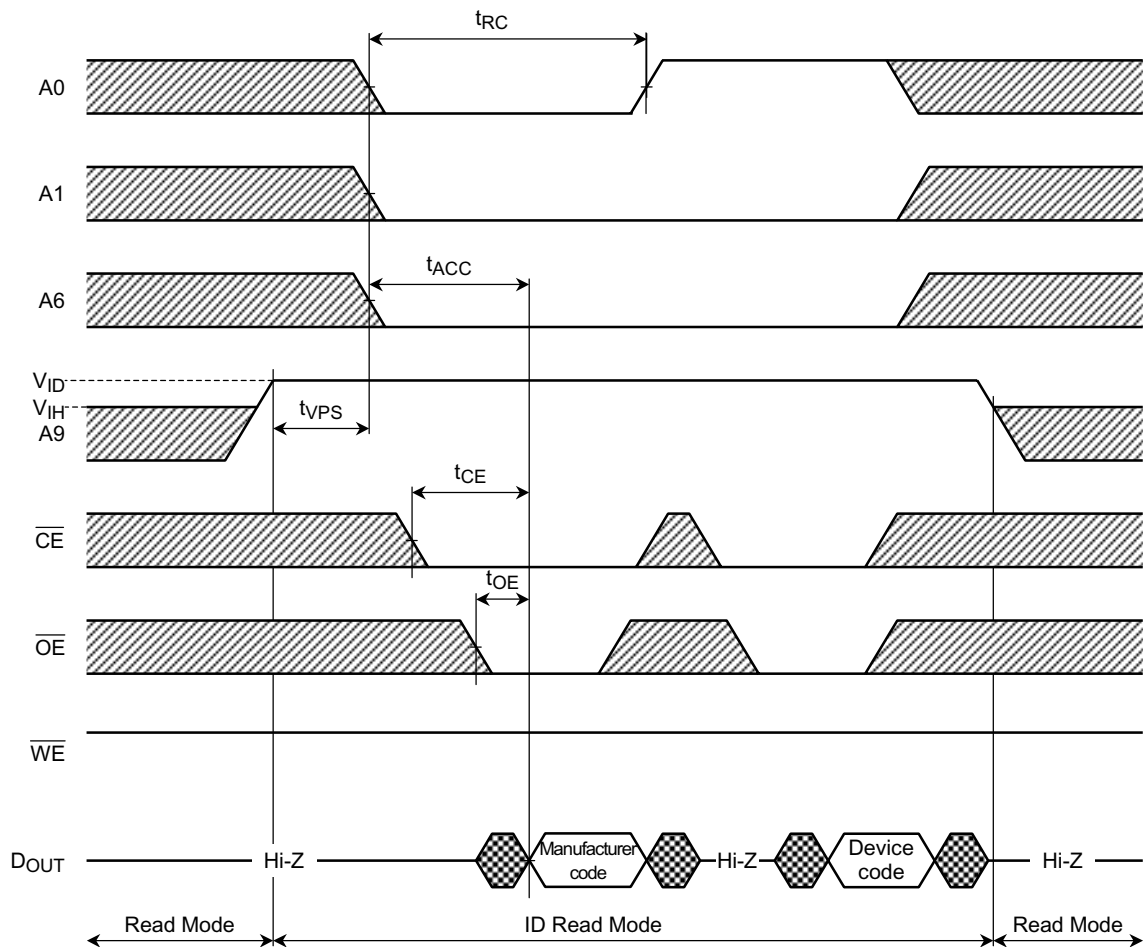 tRC
A0
A1
tACC
A6
VID
VIH
tVPS
A9
tCE
CE
tOE
OE
WE
DOUT
Hi-Z
Manufacturer
code
Hi-Z
Device
code
Hi-Z
Read Mode
ID Read Mode
Read Mode